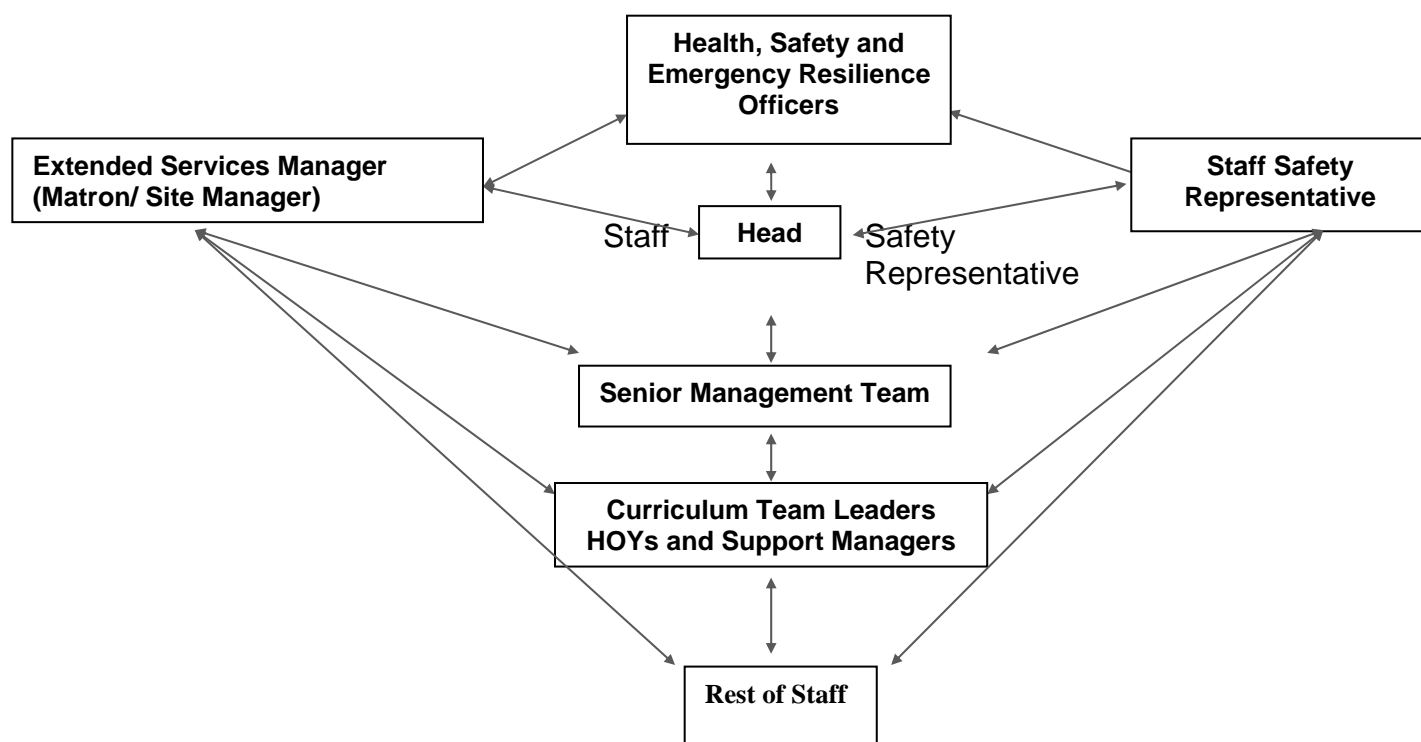 Health, Safety and
Emergency Resilience
Officers
Extended Services Manager
(Matron/ Site Manager)
Staff Safety
Representative
Staff
Head
Safety
Representative
Senior Management Team
Curriculum Team Leaders
HOYs and Support Managers
Rest of Staff